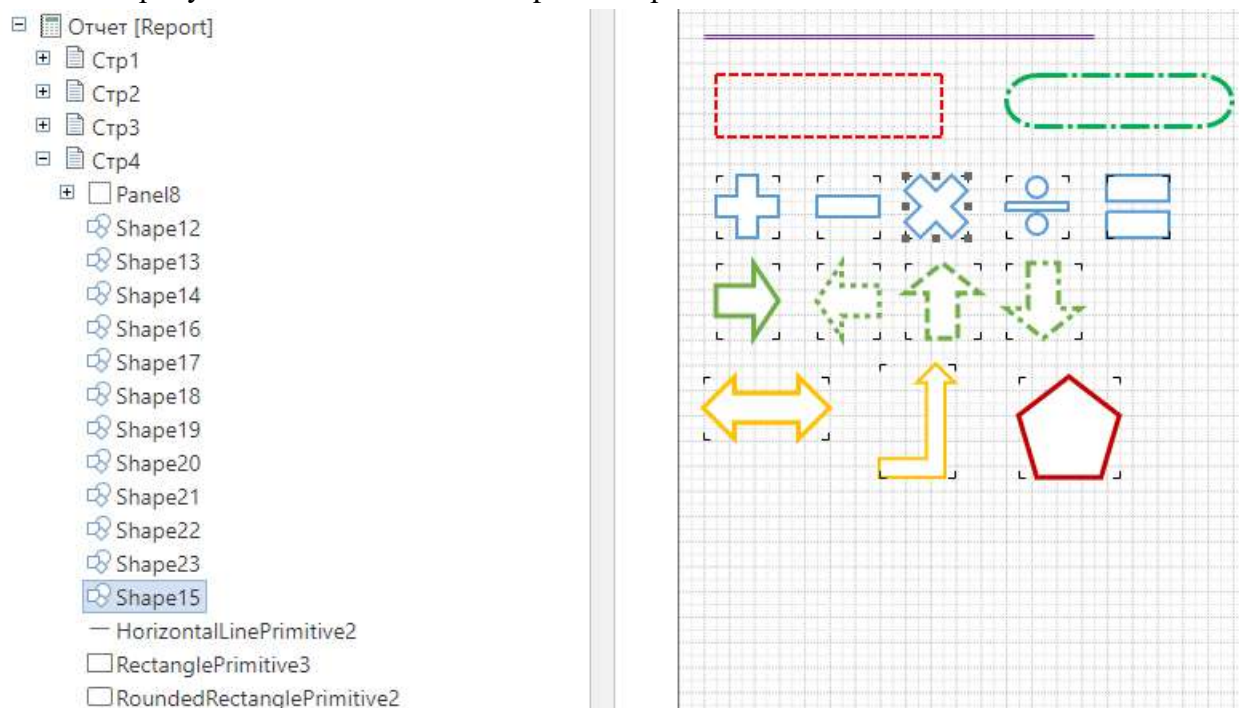 Отчет [Report]
Стр1
Стр2
Стр3
Стр4
Panel8
Shape12
Shape13
Shape14
Shape16
Shape17
Shape18
Shape19
Shape20
Shape21
Shape22
Shape23
Shape15
HorizontalLinePrimitive2
RectanglePrimitive3
RoundedRectanglePrimitive2